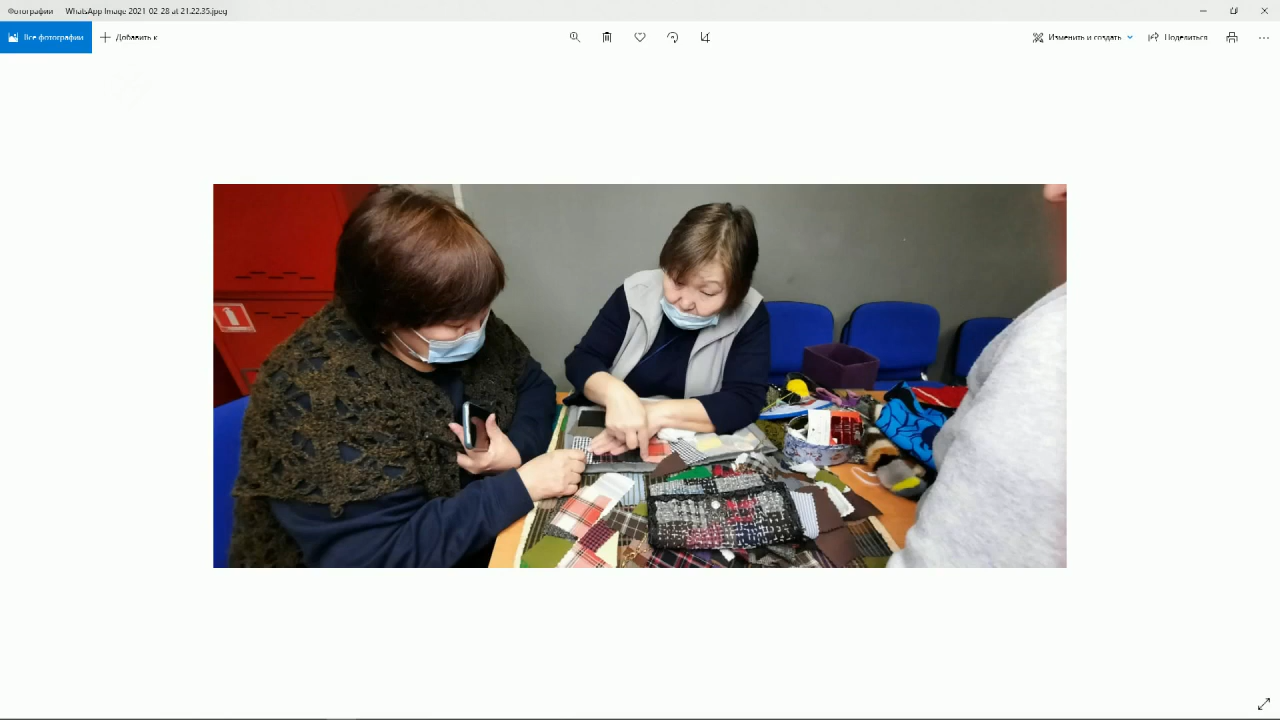 Фотографии WhatsApp Image 2021-02-28 at 21.22.35.jpeg
Все фотографии
Добавить к
Изменить и создать
Поделиться